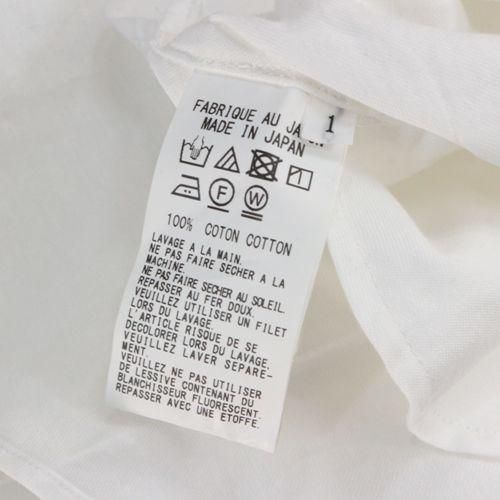 FABRIQUE AU JAPON
MADE IN JAPAN
1
F W
100% COTON COTTON
LAVAGE A LA MAIN.
NE PAS FAIRE SECHER A LA
MACHINE.
NE PAS FAIRE SECHER AU SOLEIL.
REPASSER AU FER DOUX.
VEUILLEZ UTILISER UN FILET
LORS DU LAVAGE.
L'ARTICLE RISQUE DE SE
DECOLORER LORS DU LAVAGE.
VEUILLEZ LAVER SEPARE-
MENT.
VEUILLEZ NE PAS UTILISER
DE LESSIVE CONTENANT DU
BLANCHISSEUR FLUORESCENT.
REPASSER AVEC UNE ETOFFE.